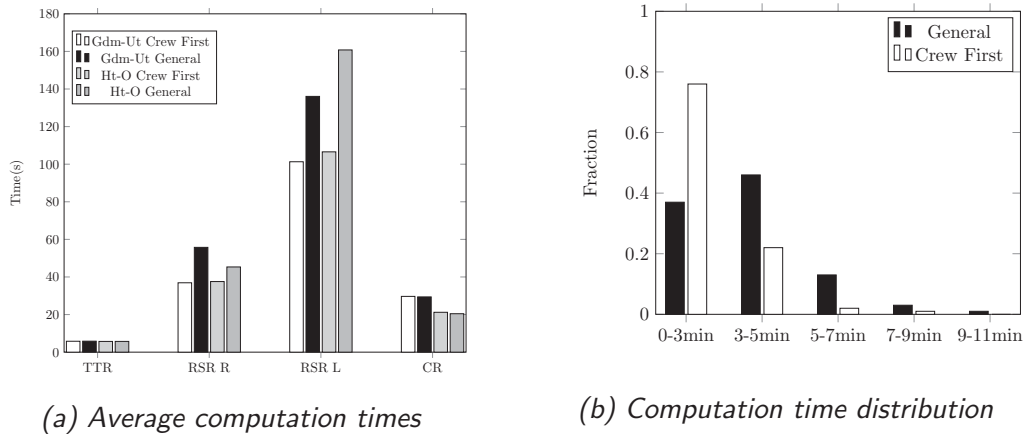 180
160
140
120
100
80
60
40
20
0
Time(s)
Gdm-Ut Crew First
Gdm-Ut General
Ht-O Crew First
Ht-O General
TTR RSR R RSR L CR
(a) Average computation times
1
0.8
0.6
0.4
0.2
0
Fraction
General
Crew First
0-3min 3-5min 5-7min 7-9min 9-11min
(b) Computation time distribution